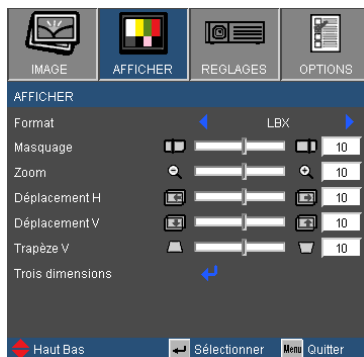 IMAGE AFFICHER REGLAGES OPTIONS
AFFICHER
Format LBX
Masquage 10
Zoom 10
Déplacement H 10
Déplacement V 10
Trapèze V 10
Trois dimensions
Haut Bas Sélectionner Menu Quitter